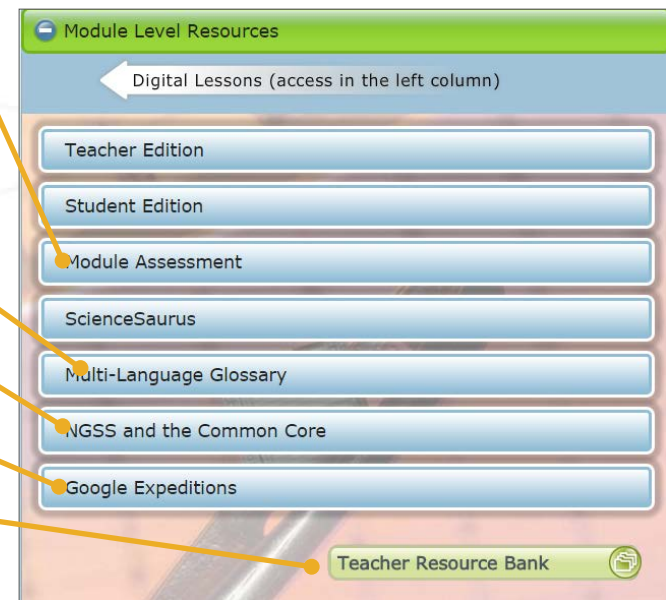 Module Level Resources
Digital Lessons (access in the left column)
Teacher Edition
Student Edition
Module Assessment
ScienceSaurus
Multi-Language Glossary
NGSS and the Common Core
Google Expeditions
Teacher Resource Bank